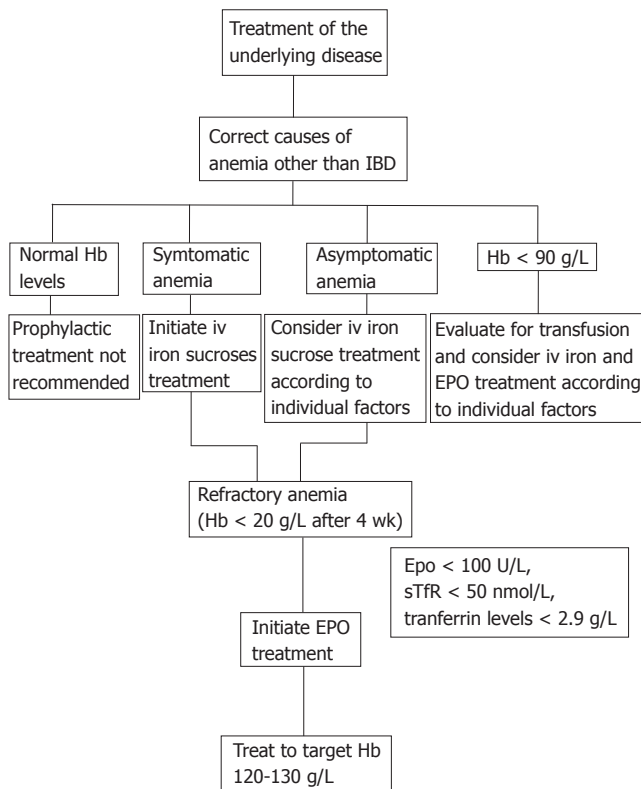 Treatment of the
underlying disease
Correct causes of
anemia other than IBD
Normal Hb
levels
Symtomatic
anemia
Asymptomatic
anemia
Hb < 90 g/L
Prophylactic
treatment not
recommended
Initiate iv
iron sucroses
treatment
Consider iv iron
sucrose treatment
according to
individual factors
Evaluate for transfusion
and consider iv iron and
EPO treatment according
to individual factors
Refractory anemia
(Hb < 20 g/L after 4 wk)
Epo < 100 U/L,
sTfR < 50 nmol/L,
tranferrin levels < 2.9 g/L
Initiate EPO
treatment
Treat to target Hb
120-130 g/L